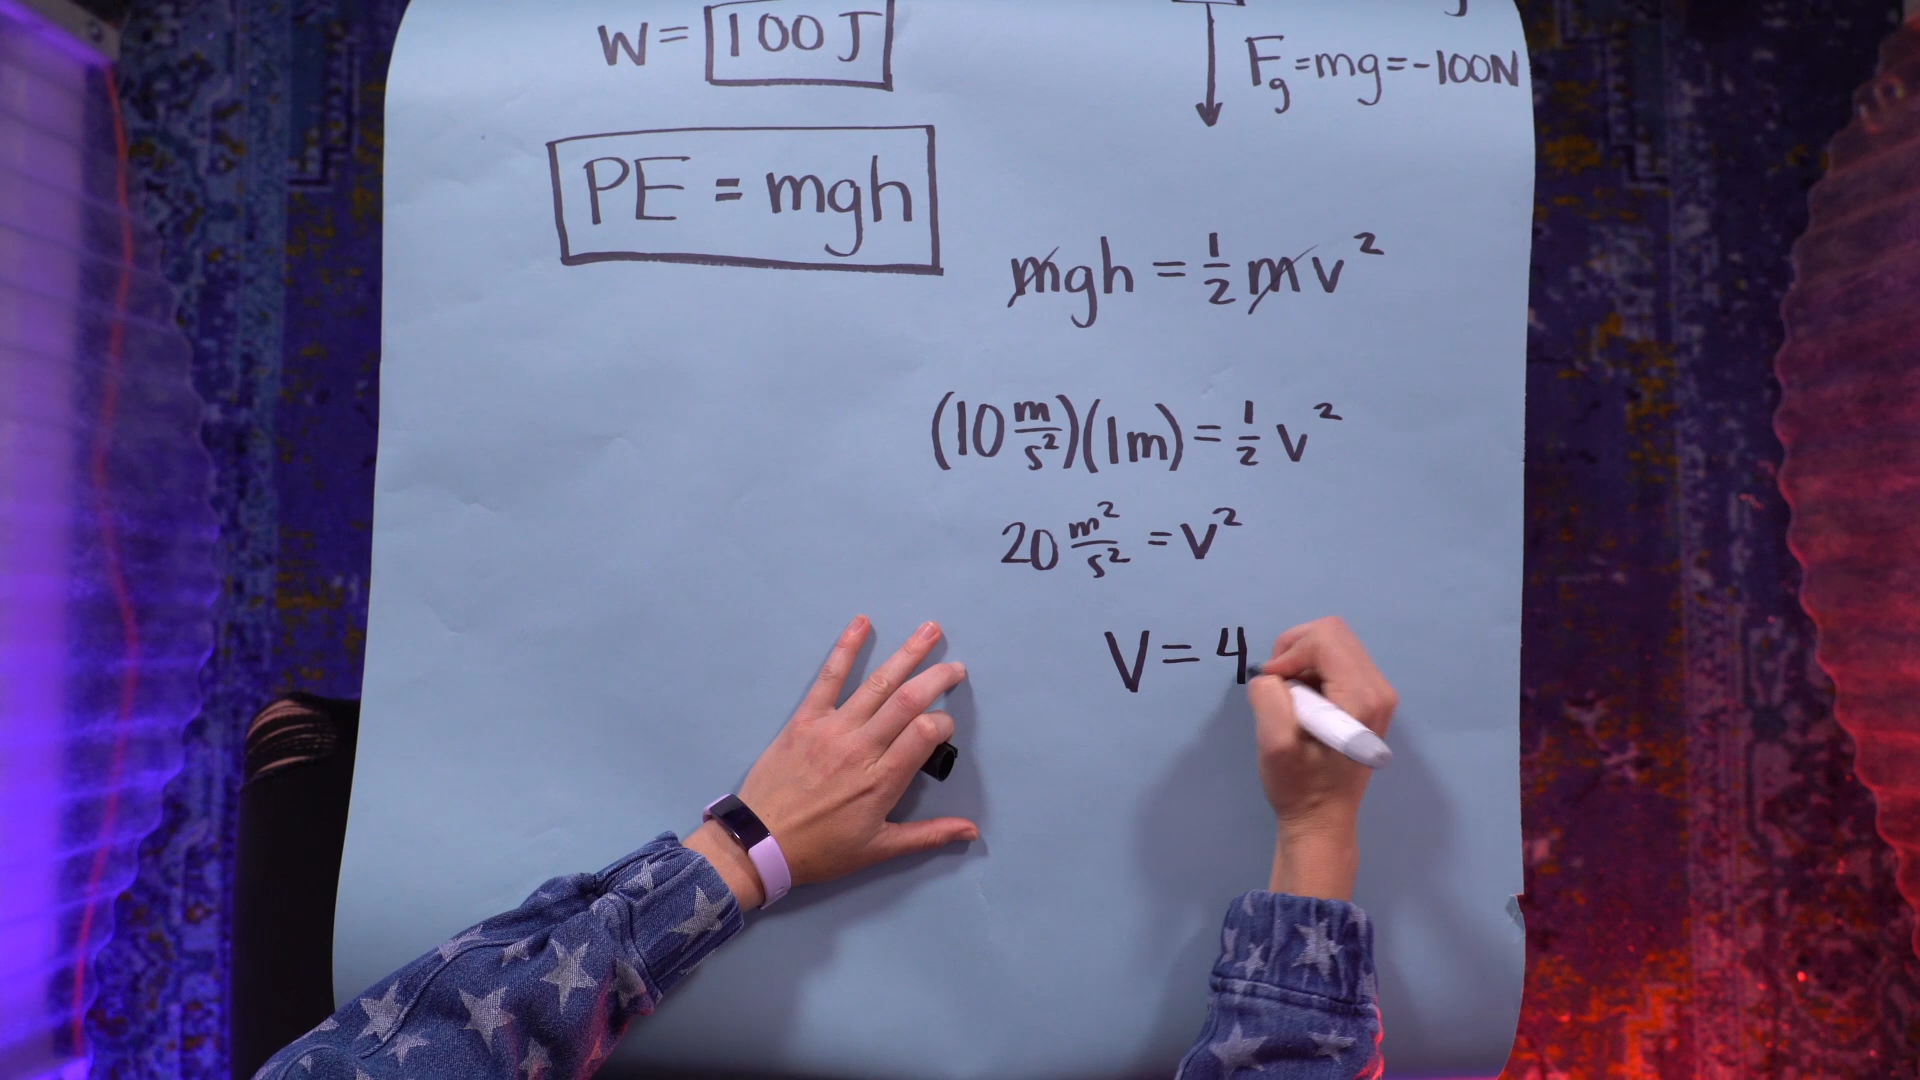 W = 100 J
F_g = mg = -100N
PE = mgh
mgh = 1/2 mv²
(10 m/s²)(1m) = 1/2 v²
20 m²/s² = v²
V = 4